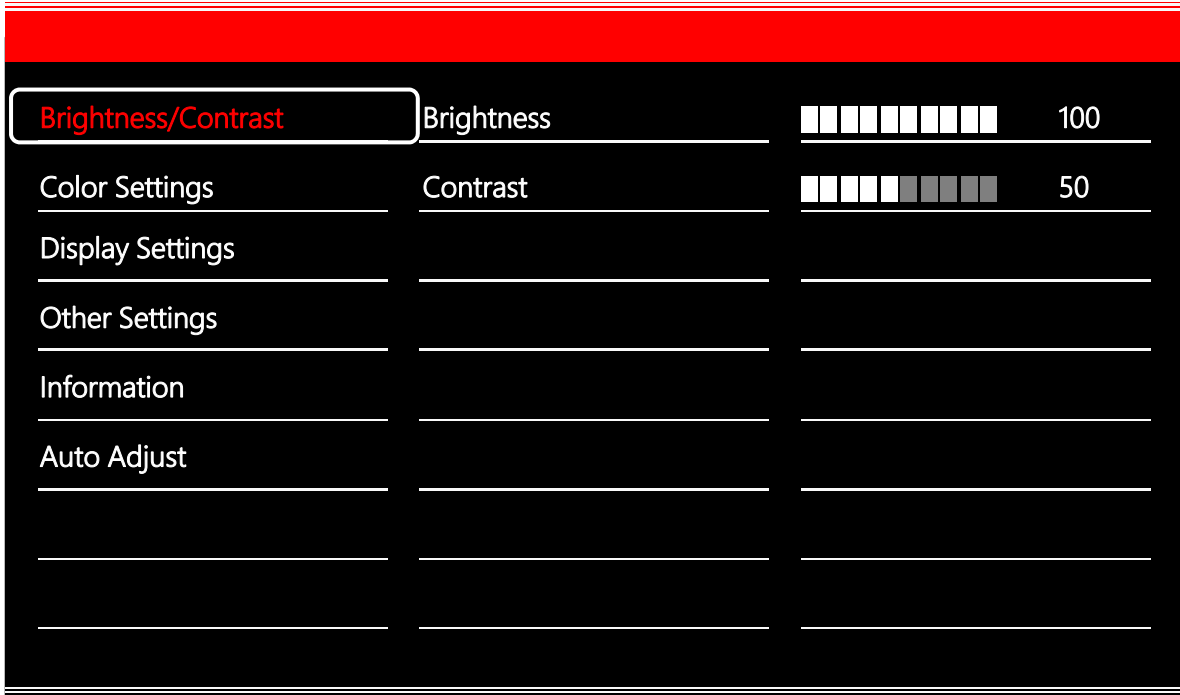 Brightness/Contrast Brightness 100
Color Settings Contrast 50
Display Settings
Other Settings
Information
Auto Adjust